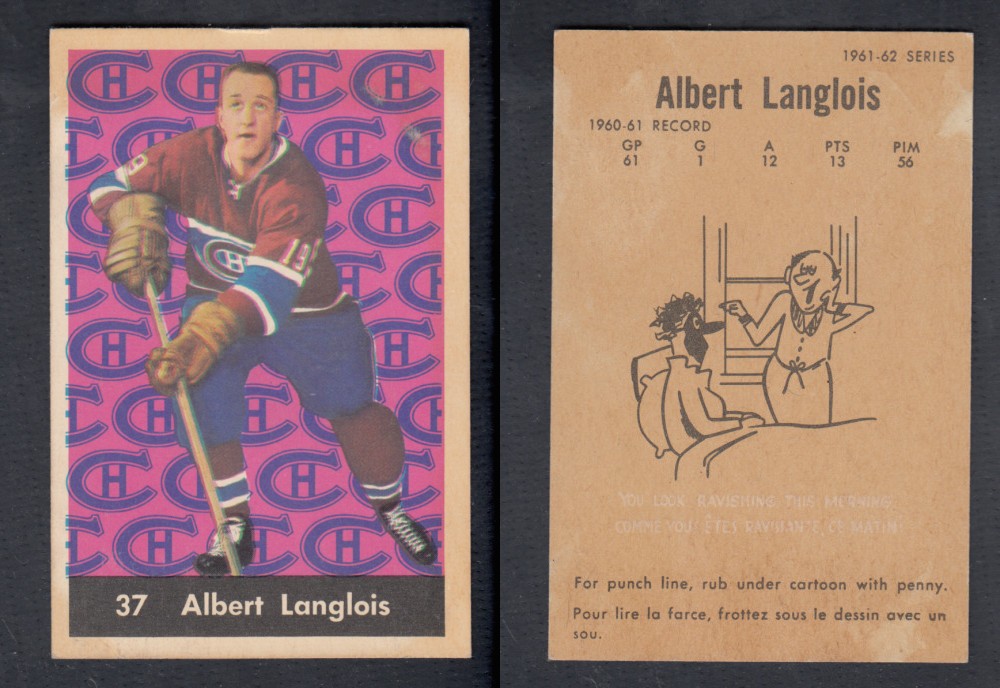 19
19
37 Albert Langlois
1961-62 SERIES
Albert Langlois
1960-61 RECORD
GP G A PTS PIM
61 1 12 13 56
YOU LOOK RAVISHING THIS MORNING
COMME VOUS ÊTES RAVISSANTE CE MATIN!
For punch line, rub under cartoon with penny.
Pour lire la farce, frottez sous le dessin avec un
sou.